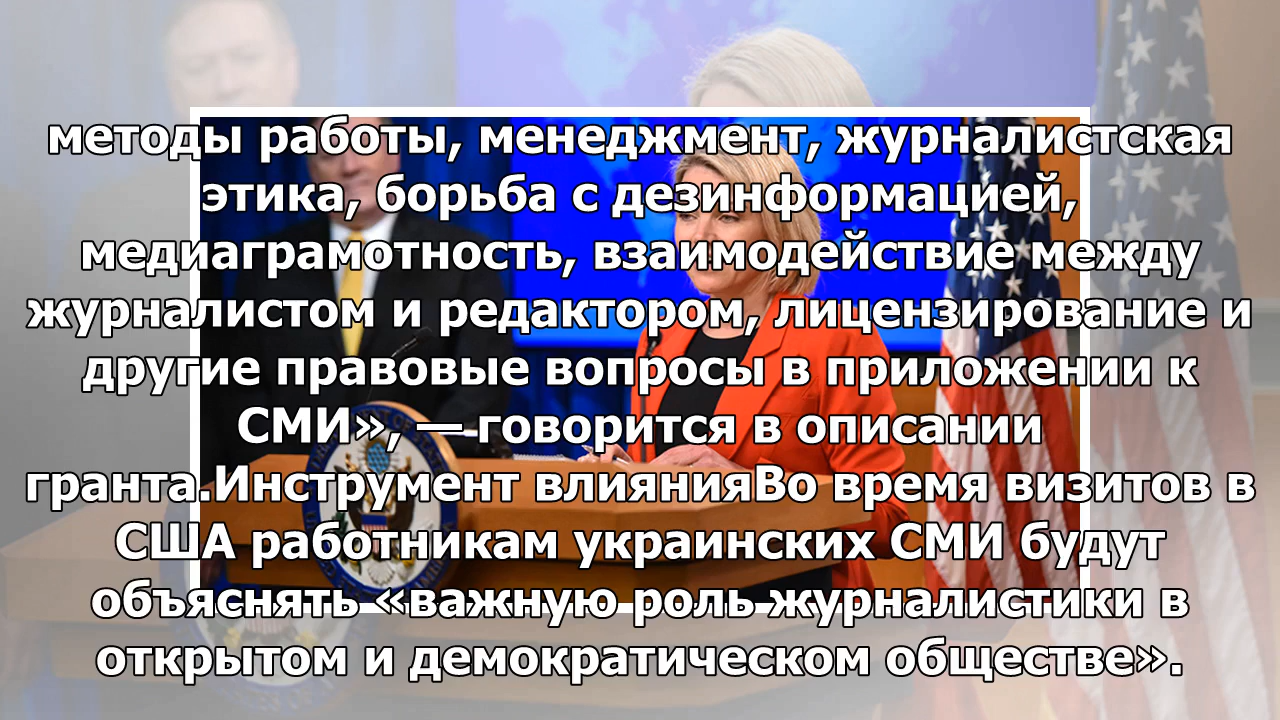 методы работы, менеджмент, журналистская
этика, борьба с дезинформацией,
медиаграмотность, взаимодействие между
журналистом и редактором, лицензирование и
другие правовые вопросы в приложении к
СМИ», — говорится в описании
гранта.Инструмент влиянияВо время визитов в
США работникам украинских СМИ будут
объяснять «важную роль журналистики в
открытом и демократическом обществе».